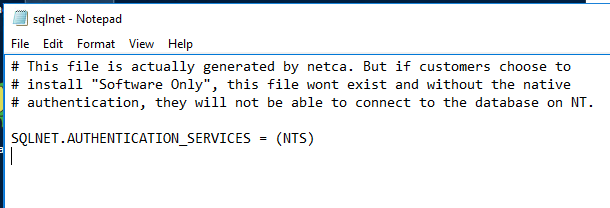 sqlnet - Notepad
File Edit Format View Help
# This file is actually generated by netca. But if customers choose to
# install "Software Only", this file wont exist and without the native
# authentication, they will not be able to connect to the database on NT.
SQLNET.AUTHENTICATION_SERVICES = (NTS)